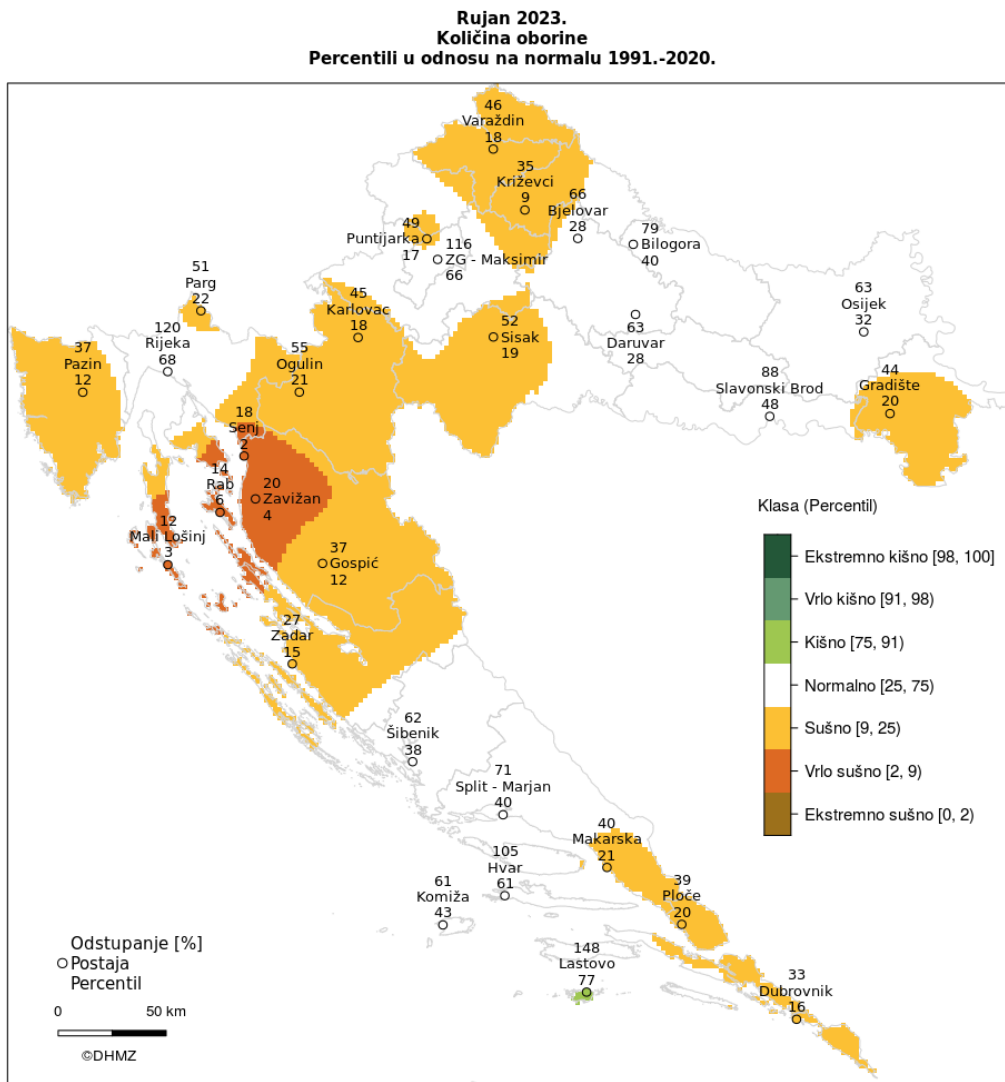 Rujan 2023.
Količina oborine
Percentili u odnosu na normalu 1991.-2020.
46
Varaždin
18
35
Križevci
9
66
Bjelovar
28
49
Puntijarka
17
116
ZG - Maksimir
66
79
Bilogora
40
51
Parg
22
45
Karlovac
18
63
Osijek
32
120
Rijeka
68
52
Sisak
19
63
Daruvar
28
37
Pazin
12
55
Ogulin
21
88
Slavonski Brod
48
44
Gradište
20
18
Senj
2
14
Rab
6
20
Zavižan
4
12
Mali Lošinj
3
37
Gospić
12
27
Zadar
15
62
Šibenik
38
71
Split - Marjan
40
40
Makarska
21
105
Hvar
61
61
Komiža
43
39
Ploče
20
148
Lastovo
77
33
Dubrovnik
16
Klasa (Percentil)
Ekstremno kišno [98, 100]
Vrlo kišno [91, 98)
Kišno [75, 91)
Normalno [25, 75)
Sušno [9, 25)
Vrlo sušno [2, 9)
Ekstremno sušno [0, 2)
Odstupanje [%]
Postaja
Percentil
0 50 km
©DHMZ